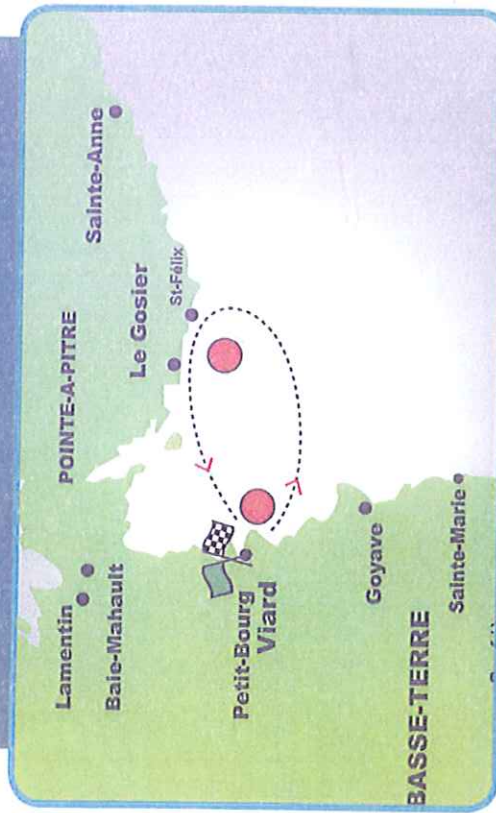 Lamentin
Baie-Mahault
POINTE-A-PITRE
Sainte-Anne
Le Gosier
St-Félix
Petit-Bourg
Viard
Goyave
BASSE-TERRE
Sainte-Marie